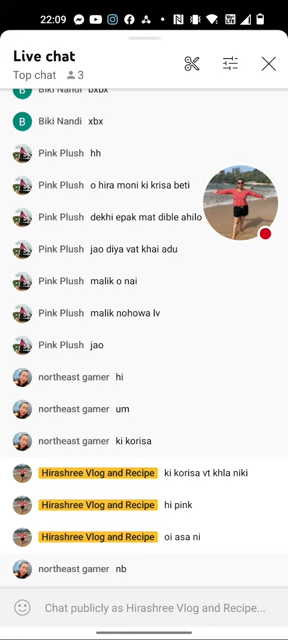 22:09
Live chat
Top chat 3
Biki Nandi bxbx
Biki Nandi xbx
Pink Plush hh
Pink Plush o hira moni ki krisa beti
Pink Plush dekhi epak mat dible ahilo
Pink Plush jao diya vat khai adu
Pink Plush malik o nai
Pink Plush malik nohowa lv
Pink Plush jao
northeast gamer hi
northeast gamer um
northeast gamer ki korisa
Hirashree Vlog and Recipe ki korisa vt khla niki
Hirashree Vlog and Recipe hi pink
Hirashree Vlog and Recipe oi asa ni
northeast gamer nb
Chat publicly as Hirashree Vlog and Recipe...